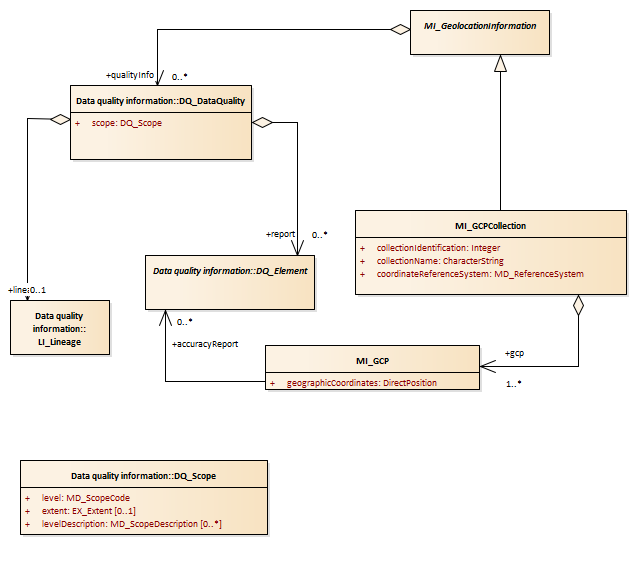 MI_GeolocationInformation
+qualityInfo
0..*
Data quality information::DQ_DataQuality
+ scope: DQ_Scope
+report
0..*
MI_GCPCollection
+ collectionIdentification: Integer
+ collectionName: CharacterString
+ coordinateReferenceSystem: MD_ReferenceSystem
Data quality information::DQ_Element
+line
0..1
Data quality
information::
LI_Lineage
0..*
+accuracyReport
+gcp
1..*
MI_GCP
+ geographicCoordinates: DirectPosition
Data quality information::DQ_Scope
+ level: MD_ScopeCode
+ extent: EX_Extent [0..1]
+ levelDescription: MD_ScopeDescription [0..*]